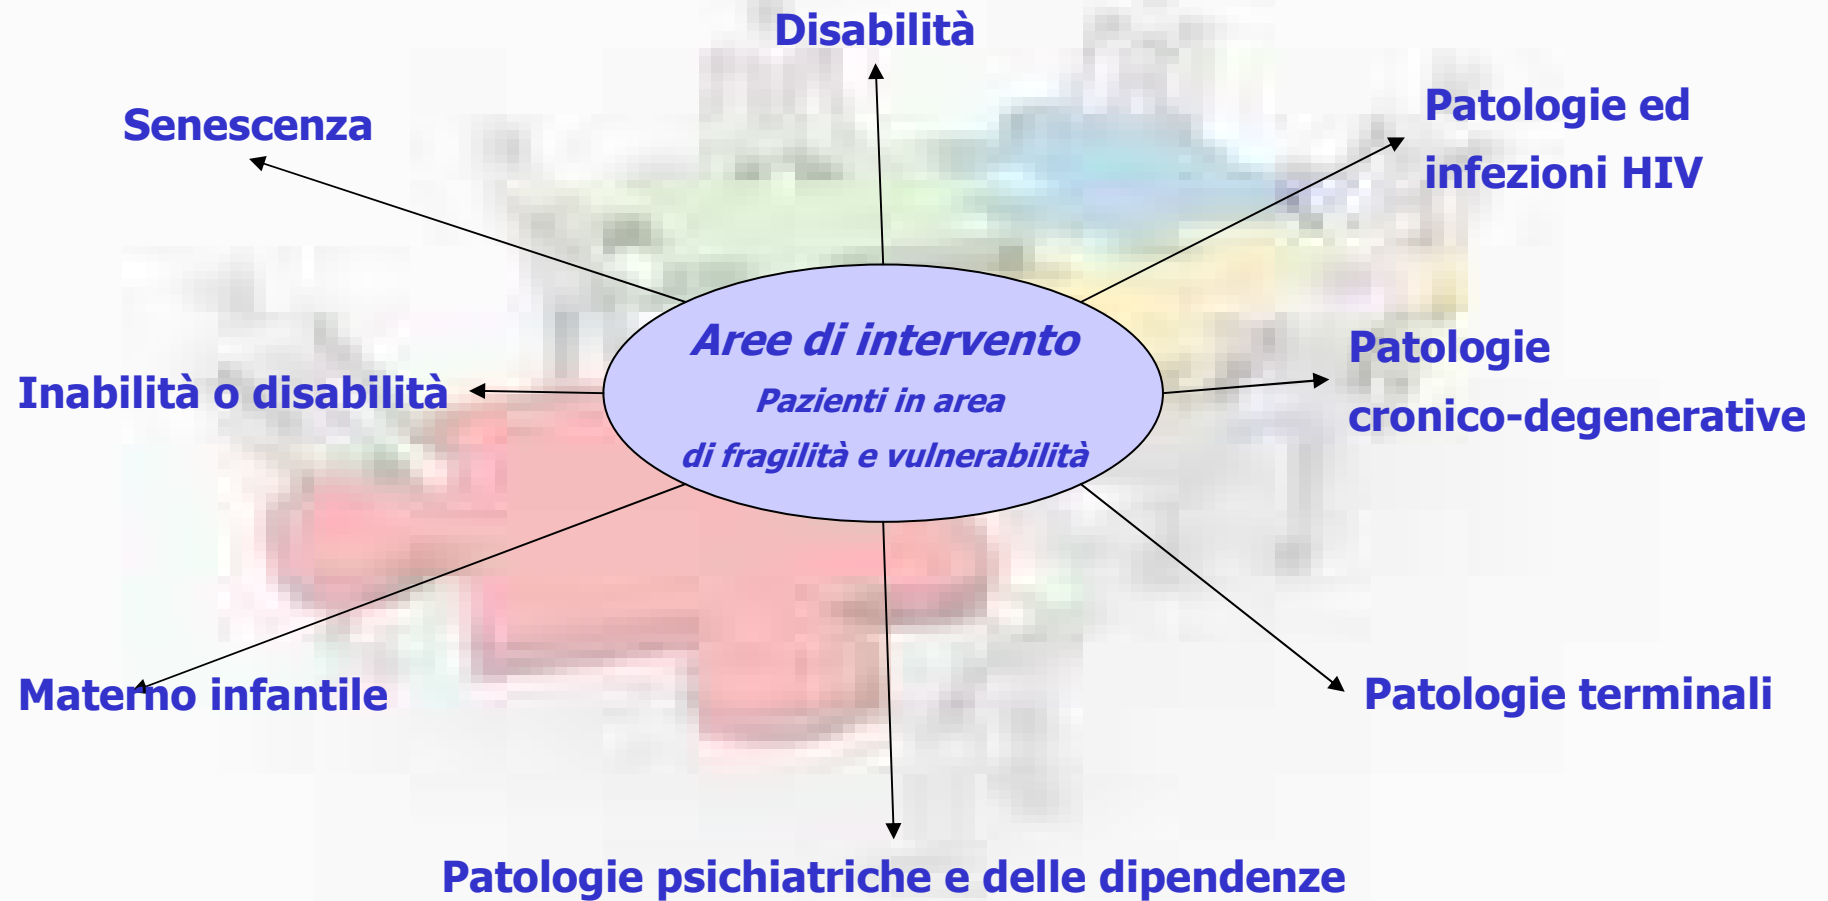 Disabilità
Senescenza
Patologie ed
infezioni HIV
Aree di intervento
Pazienti in area
di fragilità e vulnerabilità
Inabilità o disabilità
Patologie
cronico-degenerative
Materno infantile
Patologie terminali
Patologie psichiatriche e delle dipendenze